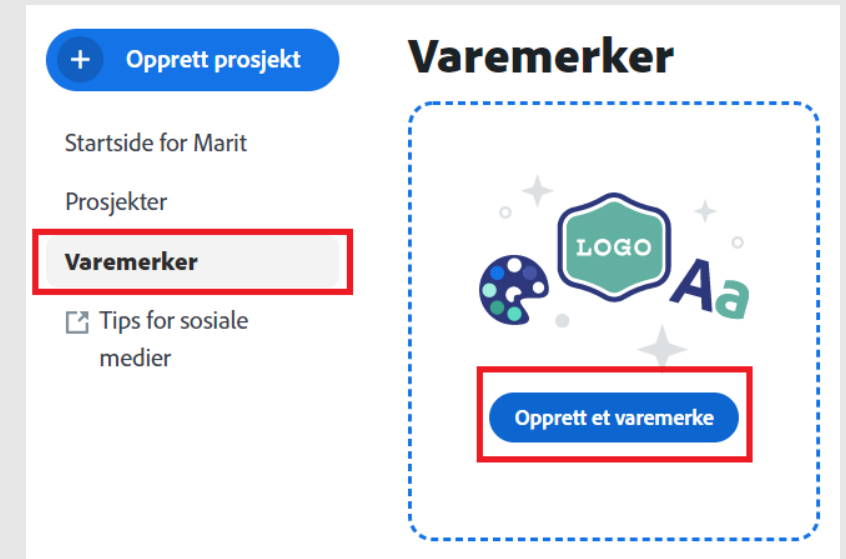 + Opprett prosjekt
Startside for Marit
Prosjekter
Varemerker
Tips for sosiale
medier
Varemerker
LOGO
Aa
Opprett et varemerke